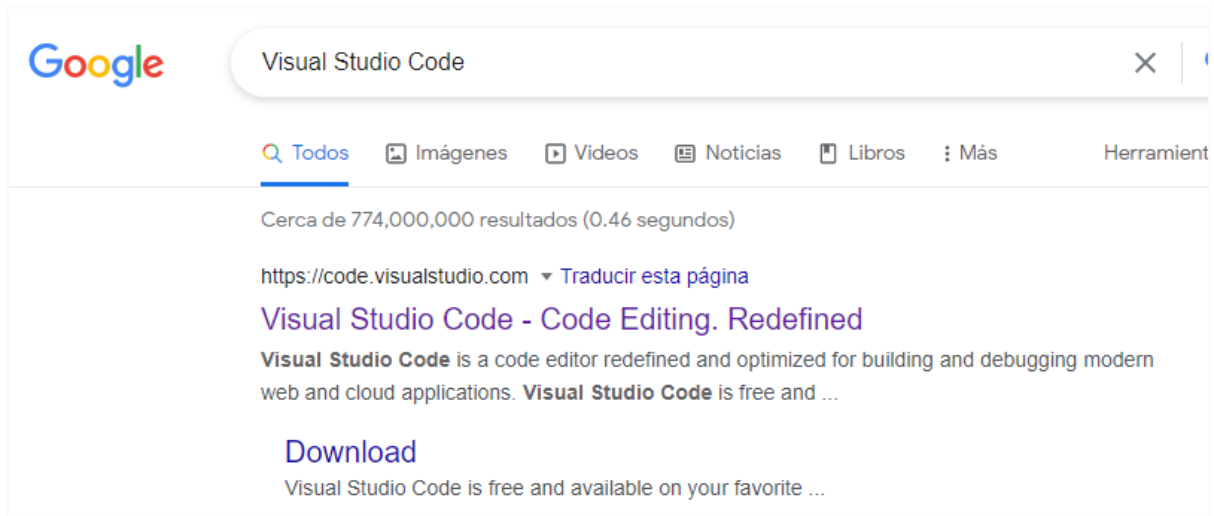 Google
Visual Studio Code
Todos Imágenes Videos Noticias Libros Más Herramient
Cerca de 774,000,000 resultados (0.46 segundos)
https://code.visualstudio.com Traducir esta página
Visual Studio Code - Code Editing. Redefined
Visual Studio Code is a code editor redefined and optimized for building and debugging modern
web and cloud applications. Visual Studio Code is free and ...
Download
Visual Studio Code is free and available on your favorite ...